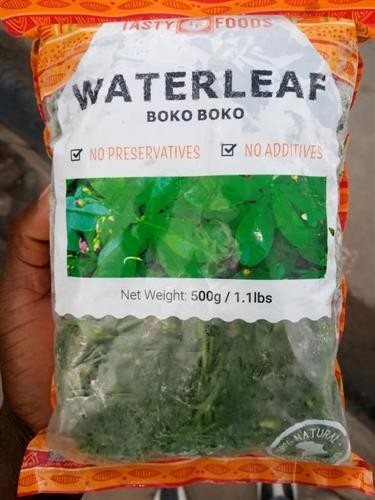 TASTY FOODS
WATERLEAF
BOKO BOKO
NO PRESERVATIVES NO ADDITIVES
Net Weight: 500g / 1.1lbs
NATURAL